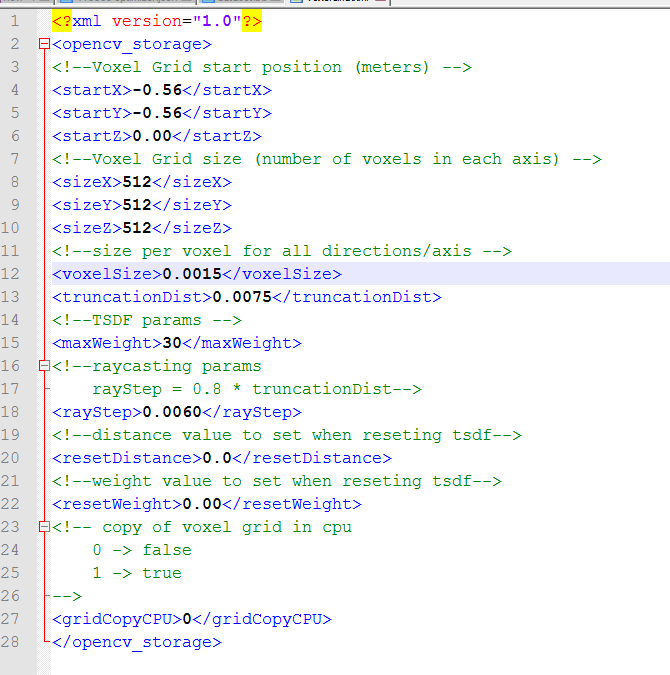 1 <?xml version="1.0"?>
2 <opencv_storage>
3 <!--Voxel Grid start position (meters) -->
4 <startX>-0.56</startX>
5 <startY>-0.56</startY>
6 <startZ>0.00</startZ>
7 <!--Voxel Grid size (number of voxels in each axis) -->
8 <sizeX>512</sizeX>
9 <sizeY>512</sizeY>
10 <sizeZ>512</sizeZ>
11 <!--size per voxel for all directions/axis -->
12 <voxelSize>0.0015</voxelSize>
13 <truncationDist>0.0075</truncationDist>
14 <!--TSDF params -->
15 <maxWeight>30</maxWeight>
16 <!--raycasting params
17 rayStep = 0.8 * truncationDist-->
18 <rayStep>0.0060</rayStep>
19 <!--distance value to set when reseting tsdf-->
20 <resetDistance>0.0</resetDistance>
21 <!--weight value to set when reseting tsdf-->
22 <resetWeight>0.00</resetWeight>
23 <!-- copy of voxel grid in cpu
24 0 -> false
25 1 -> true
26 -->
27 <gridCopyCPU>0</gridCopyCPU>
28 </opencv_storage>